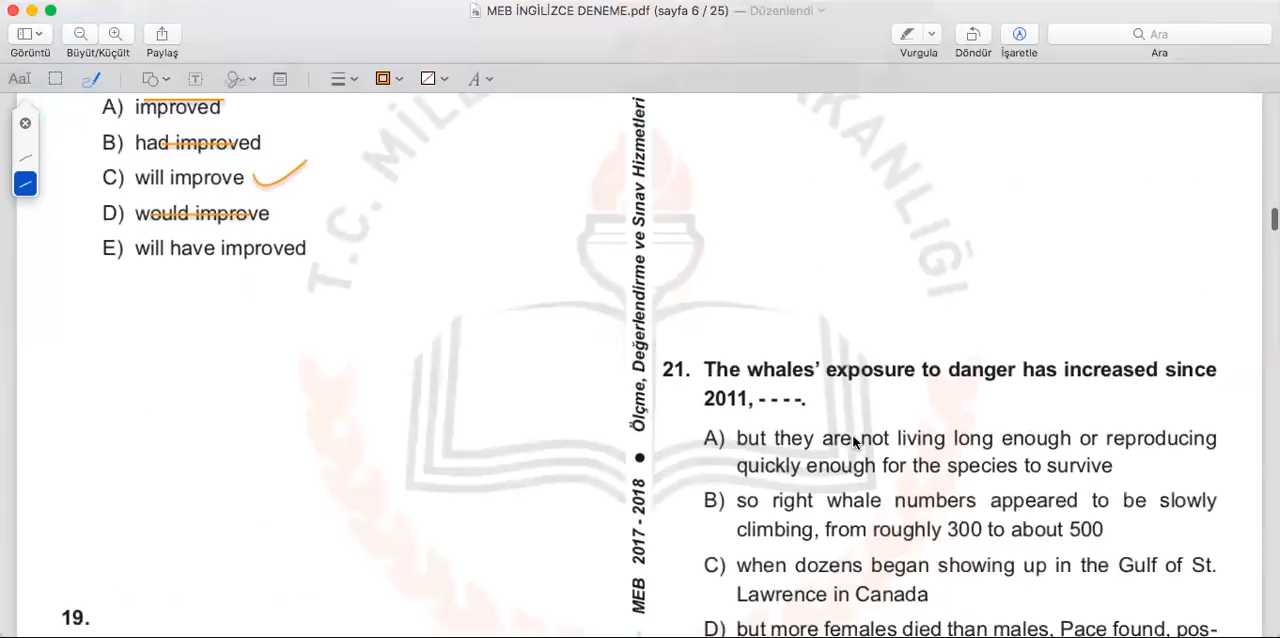 MEB İNGİLİZCE DENEME.pdf (sayfa 6 / 25) — Düzenlendi
Görüntü
Büyüt/Küçült
Paylaş
Vurgula
Döndür
İşaretle
Ara
Ara
AaI
T
A
A) improved
B) had improved
C) will improve
D) would improve
E) will have improved
19.
T.C. MİLL
AKANLIĞI
MEB 2017 - 2018 ● Ölçme, Değerlendirme ve Sınav Hizmetleri
21. The whales’ exposure to danger has increased since
2011, - - - -.
A) but they are not living long enough or reproducing
quickly enough for the species to survive
B) so right whale numbers appeared to be slowly
climbing, from roughly 300 to about 500
C) when dozens began showing up in the Gulf of St.
Lawrence in Canada
D) but more females died than males, Pace found, pos-